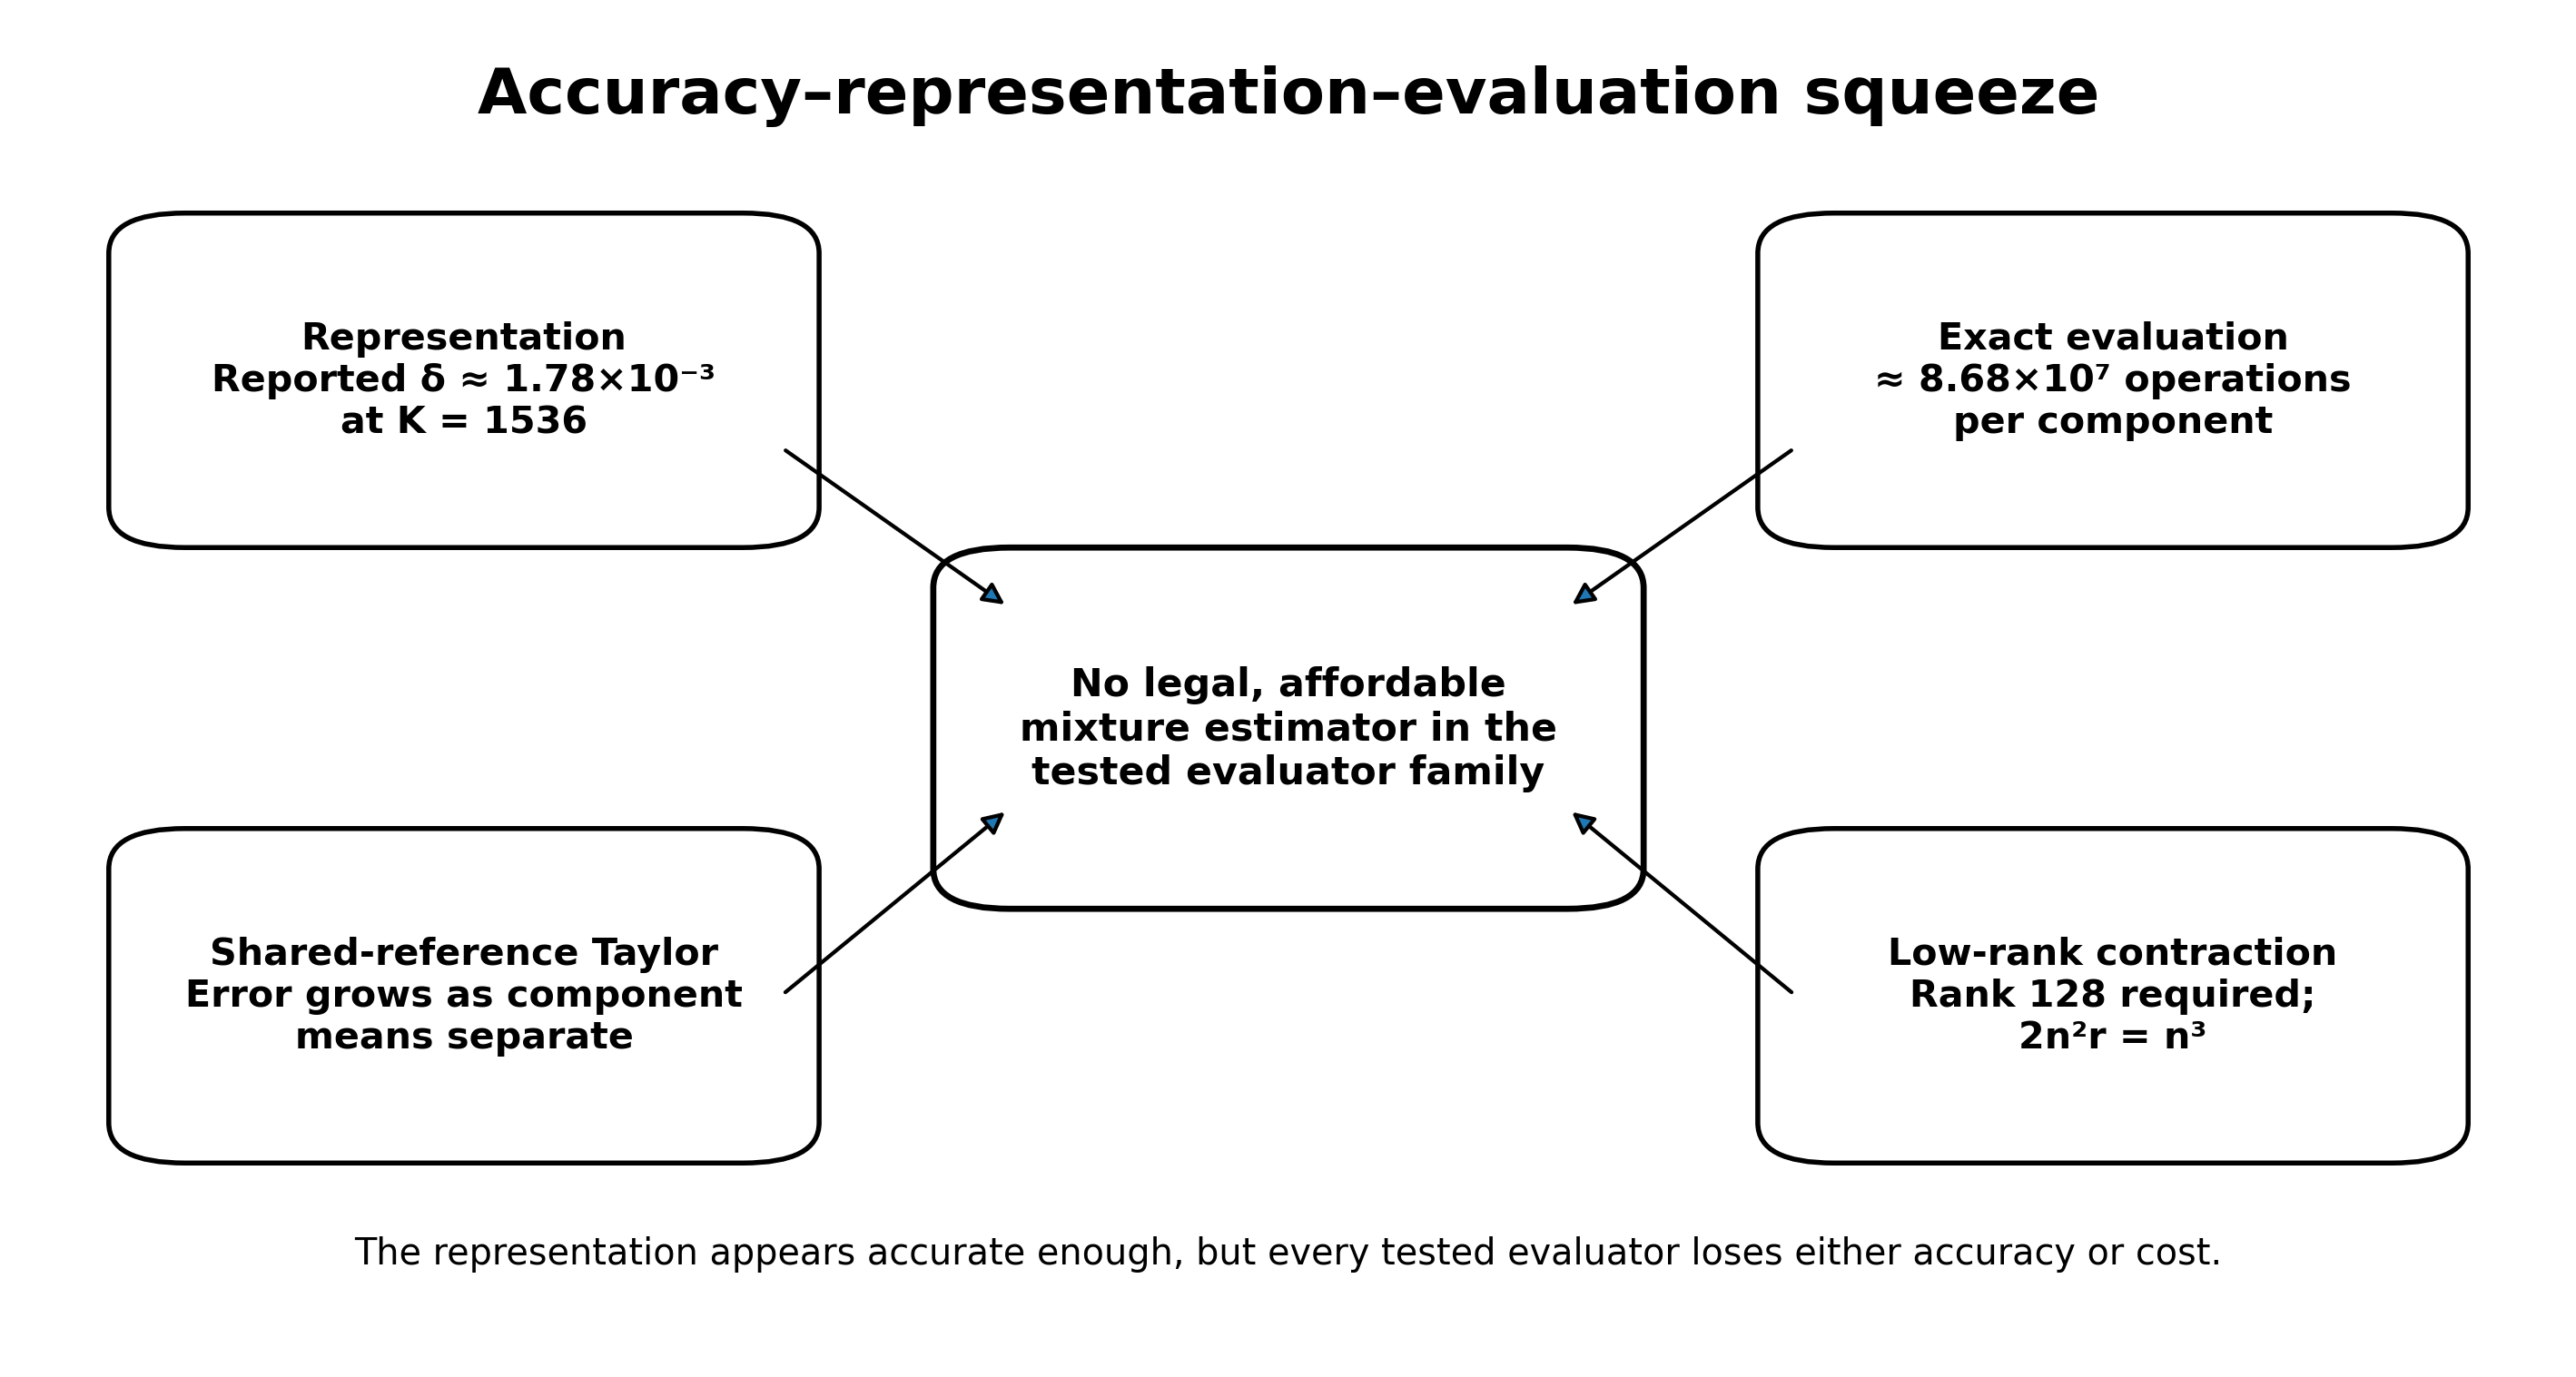 Accuracy–representation–evaluation squeeze
Representation
Reported δ ≈ 1.78×10⁻³
at K = 1536
Exact evaluation
≈ 8.68×10⁷ operations
per component
No legal, affordable
mixture estimator in the
tested evaluator family
Shared-reference Taylor
Error grows as component
means separate
Low-rank contraction
Rank 128 required;
2n²r = n³
The representation appears accurate enough, but every tested evaluator loses either accuracy or cost.